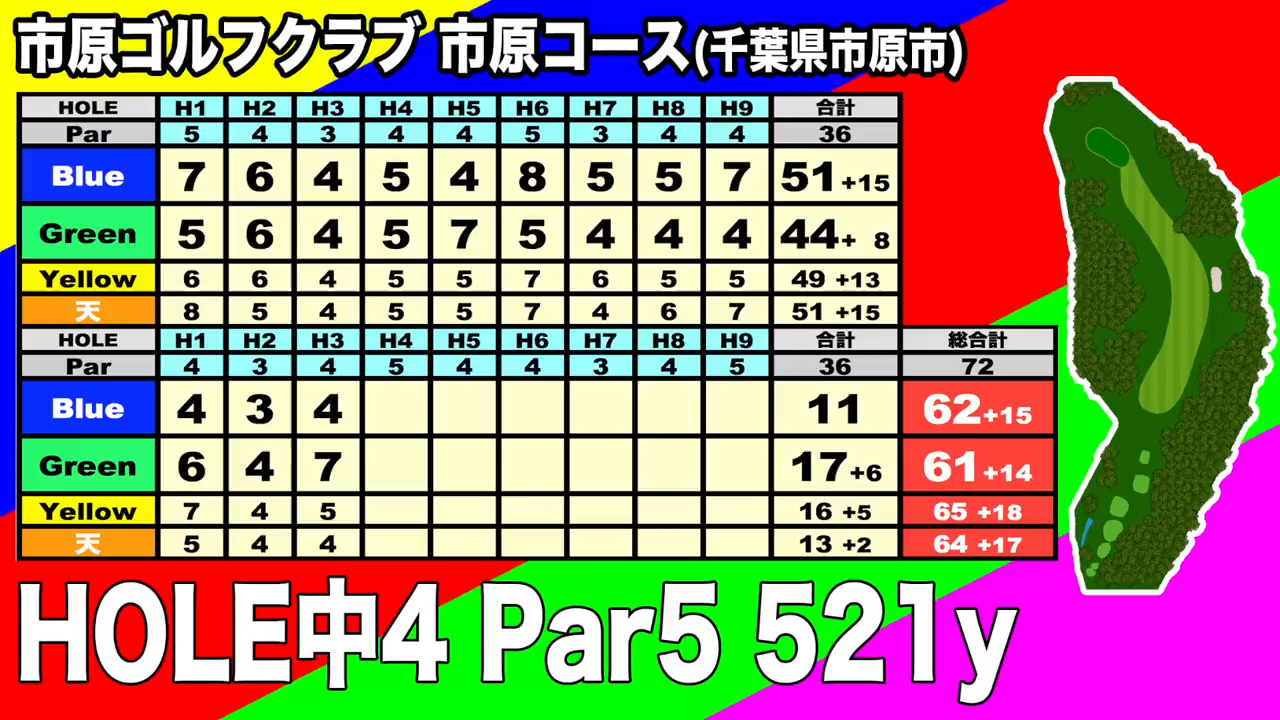 市原ゴルフクラブ 市原コース(千葉県市原市)
HOLE H1 H2 H3 H4 H5 H6 H7 H8 H9 合計
Par 5 4 3 4 4 5 3 4 4 36
Blue 7 6 4 5 4 8 5 5 7 51 +15
Green 5 6 4 5 7 5 4 4 4 44 + 8
Yellow 6 6 4 5 5 7 6 5 5 49 +13
天 8 5 4 5 5 7 4 6 7 51 +15
HOLE H1 H2 H3 H4 H5 H6 H7 H8 H9 合計 総合計
Par 4 3 4 5 4 4 3 4 5 36 72
Blue 4 3 4 11 62 +15
Green 6 4 7 17 +6 61 +14
Yellow 7 4 5 16 +5 65 +18
天 5 4 4 13 +2 64 +17
HOLE中4 Par5 521y